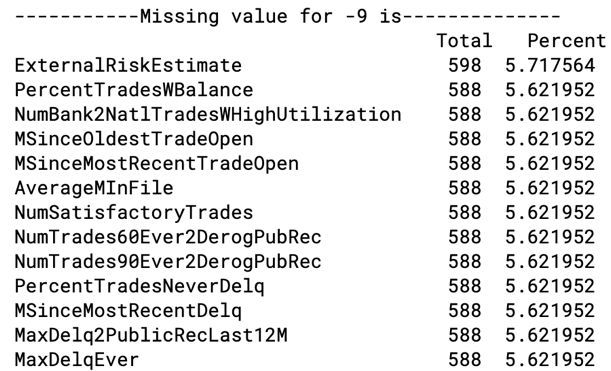 -----------Missing value for -9 is--------------
Total Percent
ExternalRiskEstimate 598 5.717564
PercentTradesWBalance 588 5.621952
NumBank2NatlTradesWHighUtilization 588 5.621952
MSinceOldestTradeOpen 588 5.621952
MSinceMostRecentTradeOpen 588 5.621952
AverageMInFile 588 5.621952
NumSatisfactoryTrades 588 5.621952
NumTrades60Ever2DerogPubRec 588 5.621952
NumTrades90Ever2DerogPubRec 588 5.621952
PercentTradesNeverDelq 588 5.621952
MSinceMostRecentDelq 588 5.621952
MaxDelq2PublicRecLast12M 588 5.621952
MaxDelqEver 588 5.621952